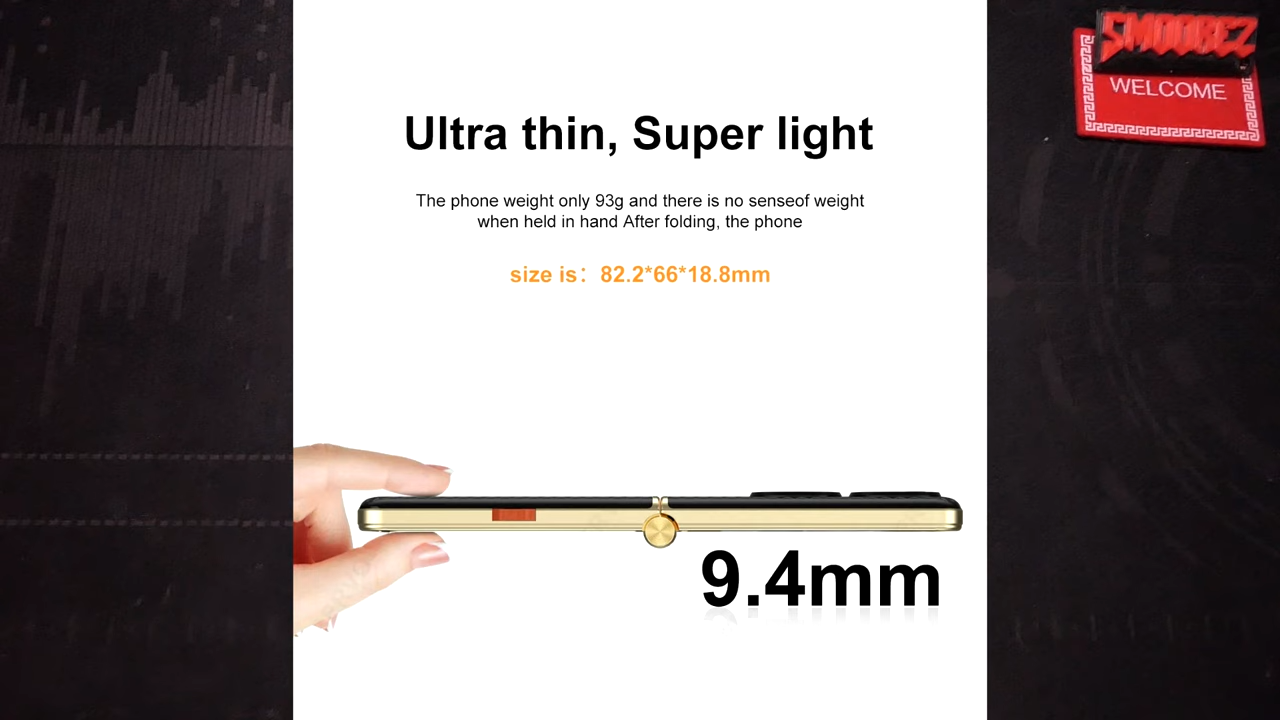 SMOOBEZ
WELCOME
Ultra thin, Super light
The phone weight only 93g and there is no senseof weight
when held in hand After folding, the phone
size is：82.2*66*18.8mm
9.4mm